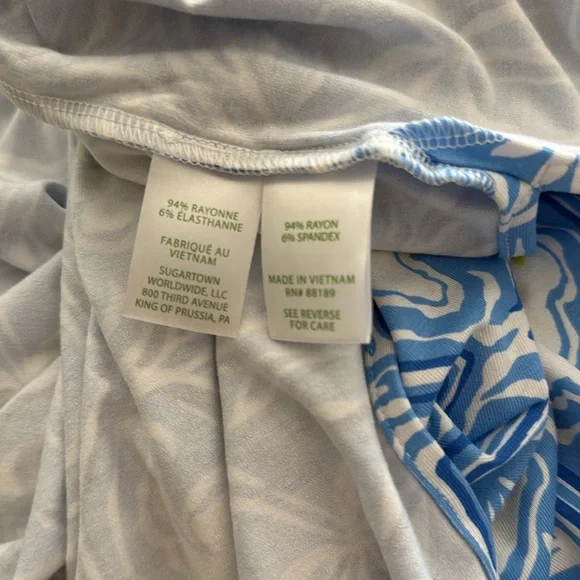 94% RAYONNE
6% ÉLASTHANNE
FABRIQUÉ AU
VIETNAM
SUGARTOWN
WORLDWIDE, LLC
800 THIRD AVENUE
KING OF PRUSSIA, PA
94% RAYON
6% SPANDEX
MADE IN VIETNAM
RN# 88189
SEE REVERSE
FOR CARE